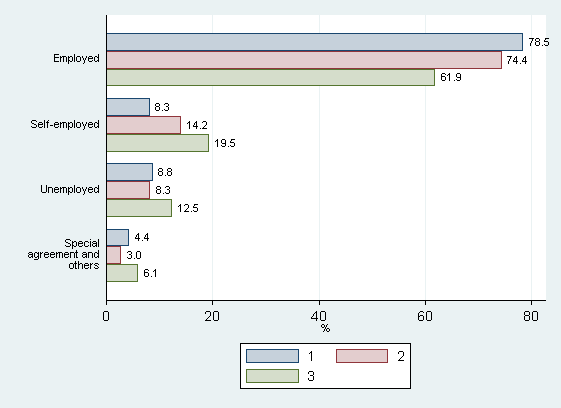 Employed
78.5
74.4
61.9
Self-employed
8.3
14.2
19.5
Unemployed
8.8
8.3
12.5
Special
agreement and
others
4.4
3.0
6.1
0 20 40 60 80
%
1 2
3